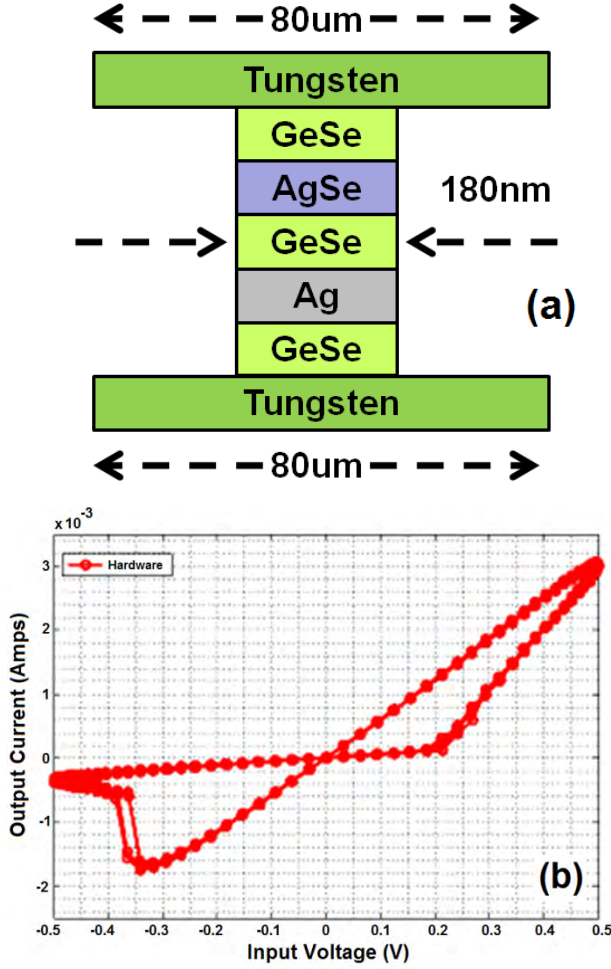 80um
Tungsten
GeSe
AgSe
180nm
GeSe
Ag
(a)
GeSe
Tungsten
80um
x 10-3
Hardware
3
2
1
0
-1
-2
Output Current (Amps)
(b)
-0.5 -0.4 -0.3 -0.2 -0.1 0 0.1 0.2 0.3 0.4 0.5
Input Voltage (V)